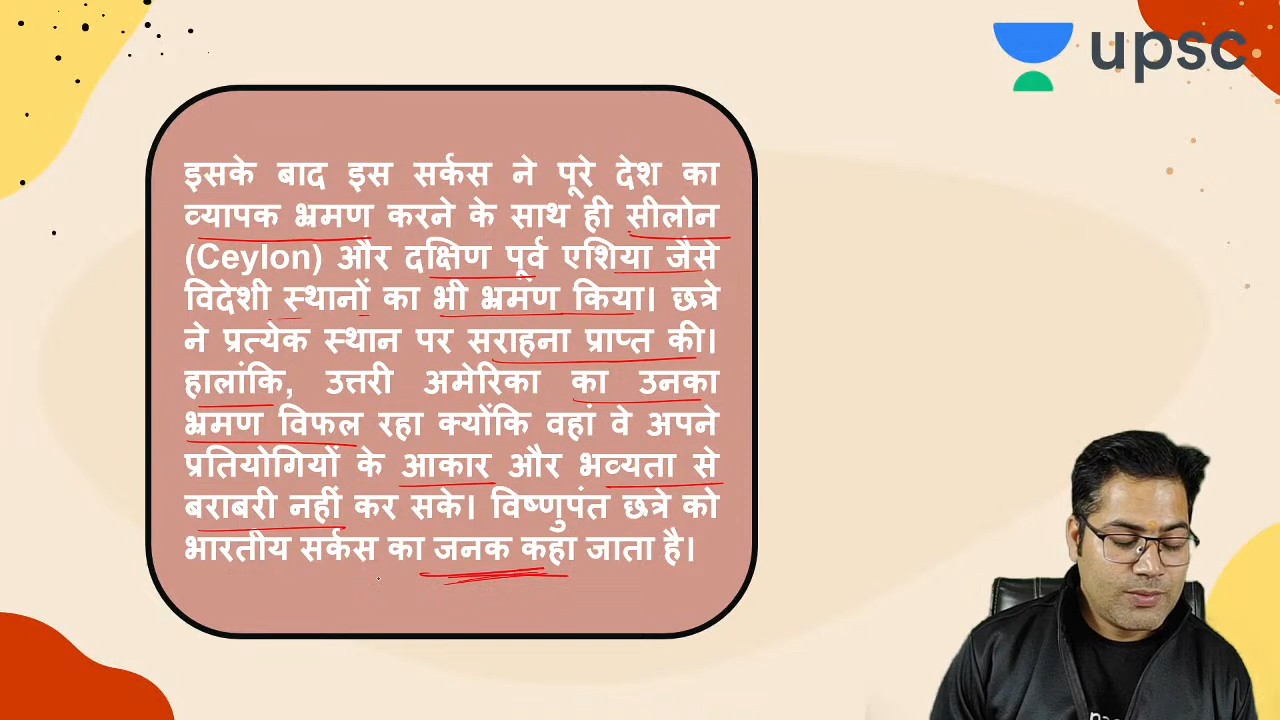 upsc
इसके बाद इस सर्कस ने पूरे देश का
व्यापक भ्रमण करने के साथ ही सीलोन
(Ceylon) और दक्षिण पूर्व एशिया जैसे
विदेशी स्थानों का भी भ्रमण किया। छत्रे
ने प्रत्येक स्थान पर सराहना प्राप्त की।
हालांकि, उत्तरी अमेरिका का उनका
भ्रमण विफल रहा क्योंकि वहां वे अपने
प्रतियोगियों के आकार और भव्यता से
बराबरी नहीं कर सके। विष्णुपंत छत्रे को
भारतीय सर्कस का जनक कहा जाता है।